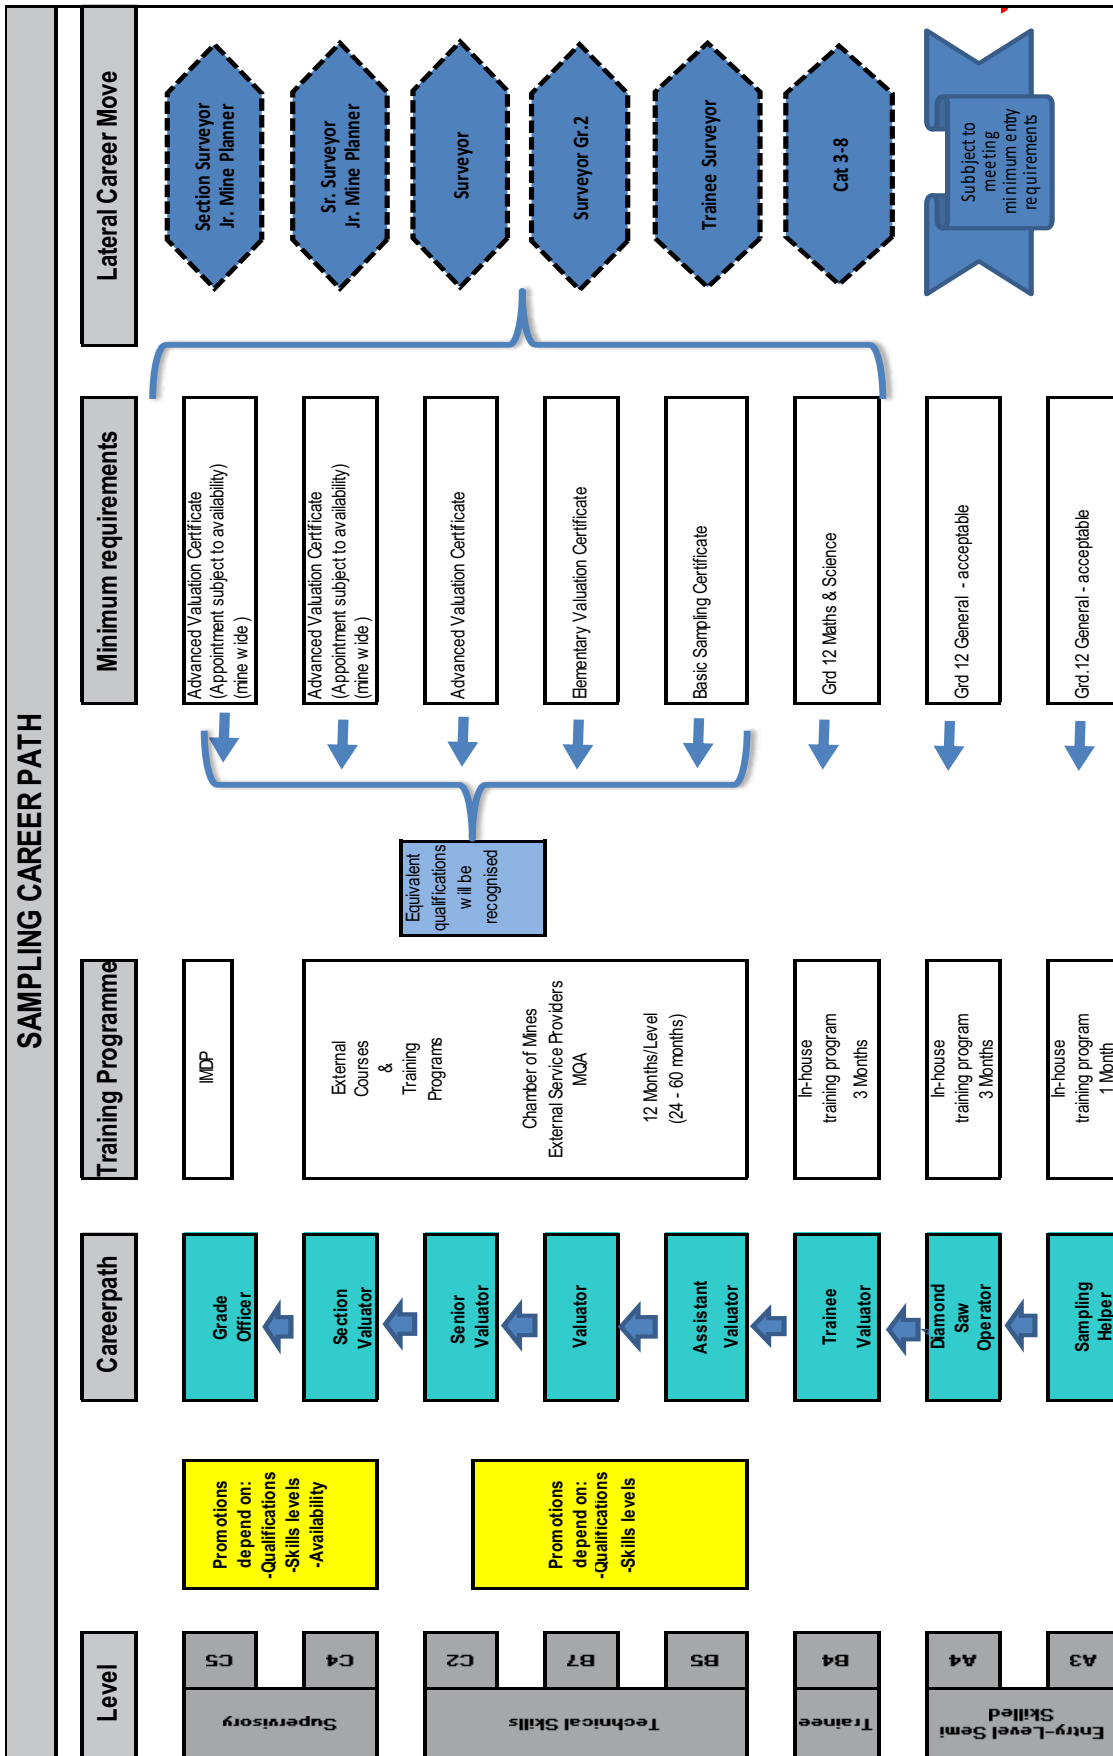 SAMPLING CAREER PATH
Level
Careerpath
Training Programme
Minimum requirements
Lateral Career Move
Supervisory
C5
Promotions
depend on:
-Qualifications
-Skills levels
-Availability
Grade
Officer
IMDP
Advanced Valuation Certificate
(Appointment subject to availability)
(mine wide )
Section Surveyor
Jr. Mine Planner
C4
Section
Valuator
External
Courses
&
Training
Programs
Chamber of Mines
External Service Providers
MQA
12 Months/Level
(24 - 60 months)
Advanced Valuation Certificate
(Appointment subject to availability)
(mine wide )
Sr. Surveyor
Jr. Mine Planner
Technical Skills
C2
Senior
Valuator
Equivalent
qualifications
will be
recognised
Advanced Valuation Certificate
Surveyor
B7
Promotions
depend on:
-Qualifications
-Skills levels
Valuator
Elementary Valuation Certificate
Surveyor Gr.2
B5
Assistant
Valuator
Basic Sampling Certificate
Trainee Surveyor
Trainee
B4
Trainee
Valuator
In-house
training program
3 Months
Grd 12 Maths & Science
Cat 3-8
Entry-Level Semi
Skilled
A4
Diamond
Saw
Operator
In-house
training program
3 Months
Grd 12 General - acceptable
Subbject to
meeting
minimum entry
requirements
A3
Sampling
Helper
In-house
training program
1 Month
Grd.12 General - acceptable